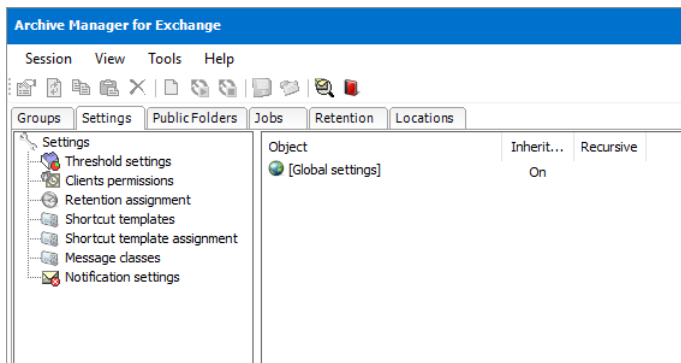 Archive Manager for Exchange
Session View Tools Help
Groups Settings Public Folders Jobs Retention Locations
Settings
Threshold settings
Clients permissions
Retention assignment
Shortcut templates
Shortcut template assignment
Message classes
Notification settings
Object Inherit... Recursive
[Global settings] On